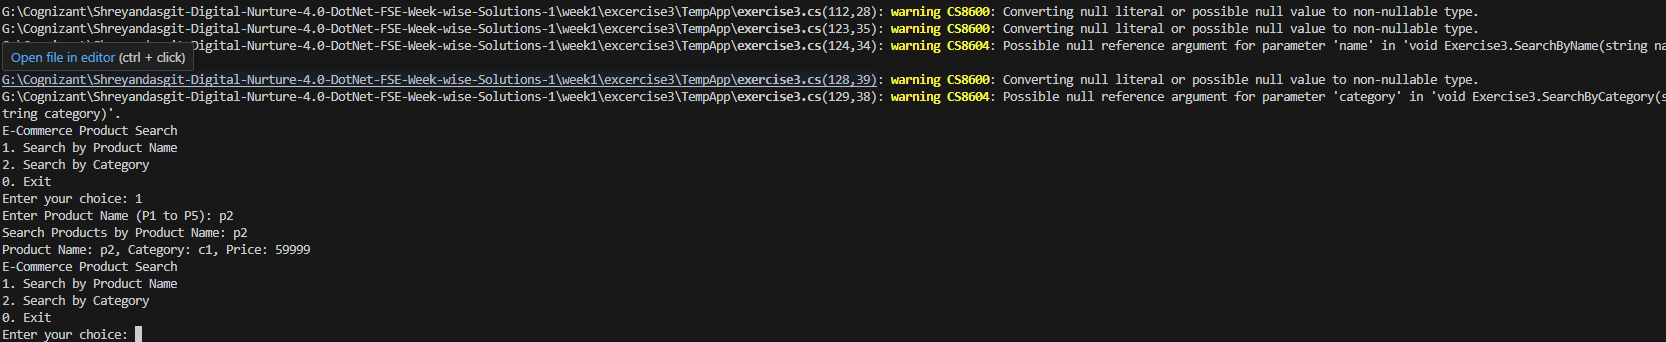 G:\Cognizant\Shreyandasgit-Digital-Nurture-4.0-DotNet-FSE-Week-wise-Solutions-1\week1\excercise3\TempApp\exercise3.cs(112,28): warning CS8600: Converting null literal or possible null value to non-nullable type.
G:\Cognizant\Shreyandasgit-Digital-Nurture-4.0-DotNet-FSE-Week-wise-Solutions-1\week1\excercise3\TempApp\exercise3.cs(123,35): warning CS8600: Converting null literal or possible null value to non-nullable type.
G:\Cognizant\Shreyandasgit-Digital-Nurture-4.0-DotNet-FSE-Week-wise-Solutions-1\week1\excercise3\TempApp\exercise3.cs(124,34): warning CS8604: Possible null reference argument for parameter 'name' in 'void Exercise3.SearchByName(string na
Open file in editor (ctrl + click)
G:\Cognizant\Shreyandasgit-Digital-Nurture-4.0-DotNet-FSE-Week-wise-Solutions-1\week1\excercise3\TempApp\exercise3.cs(128,39): warning CS8600: Converting null literal or possible null value to non-nullable type.
G:\Cognizant\Shreyandasgit-Digital-Nurture-4.0-DotNet-FSE-Week-wise-Solutions-1\week1\excercise3\TempApp\exercise3.cs(129,38): warning CS8604: Possible null reference argument for parameter 'category' in 'void Exercise3.SearchByCategory(s
tring category)'.
E-Commerce Product Search
1. Search by Product Name
2. Search by Category
0. Exit
Enter your choice: 1
Enter Product Name (P1 to P5): p2
Search Products by Product Name: p2
Product Name: p2, Category: c1, Price: 59999
E-Commerce Product Search
1. Search by Product Name
2. Search by Category
0. Exit
Enter your choice: